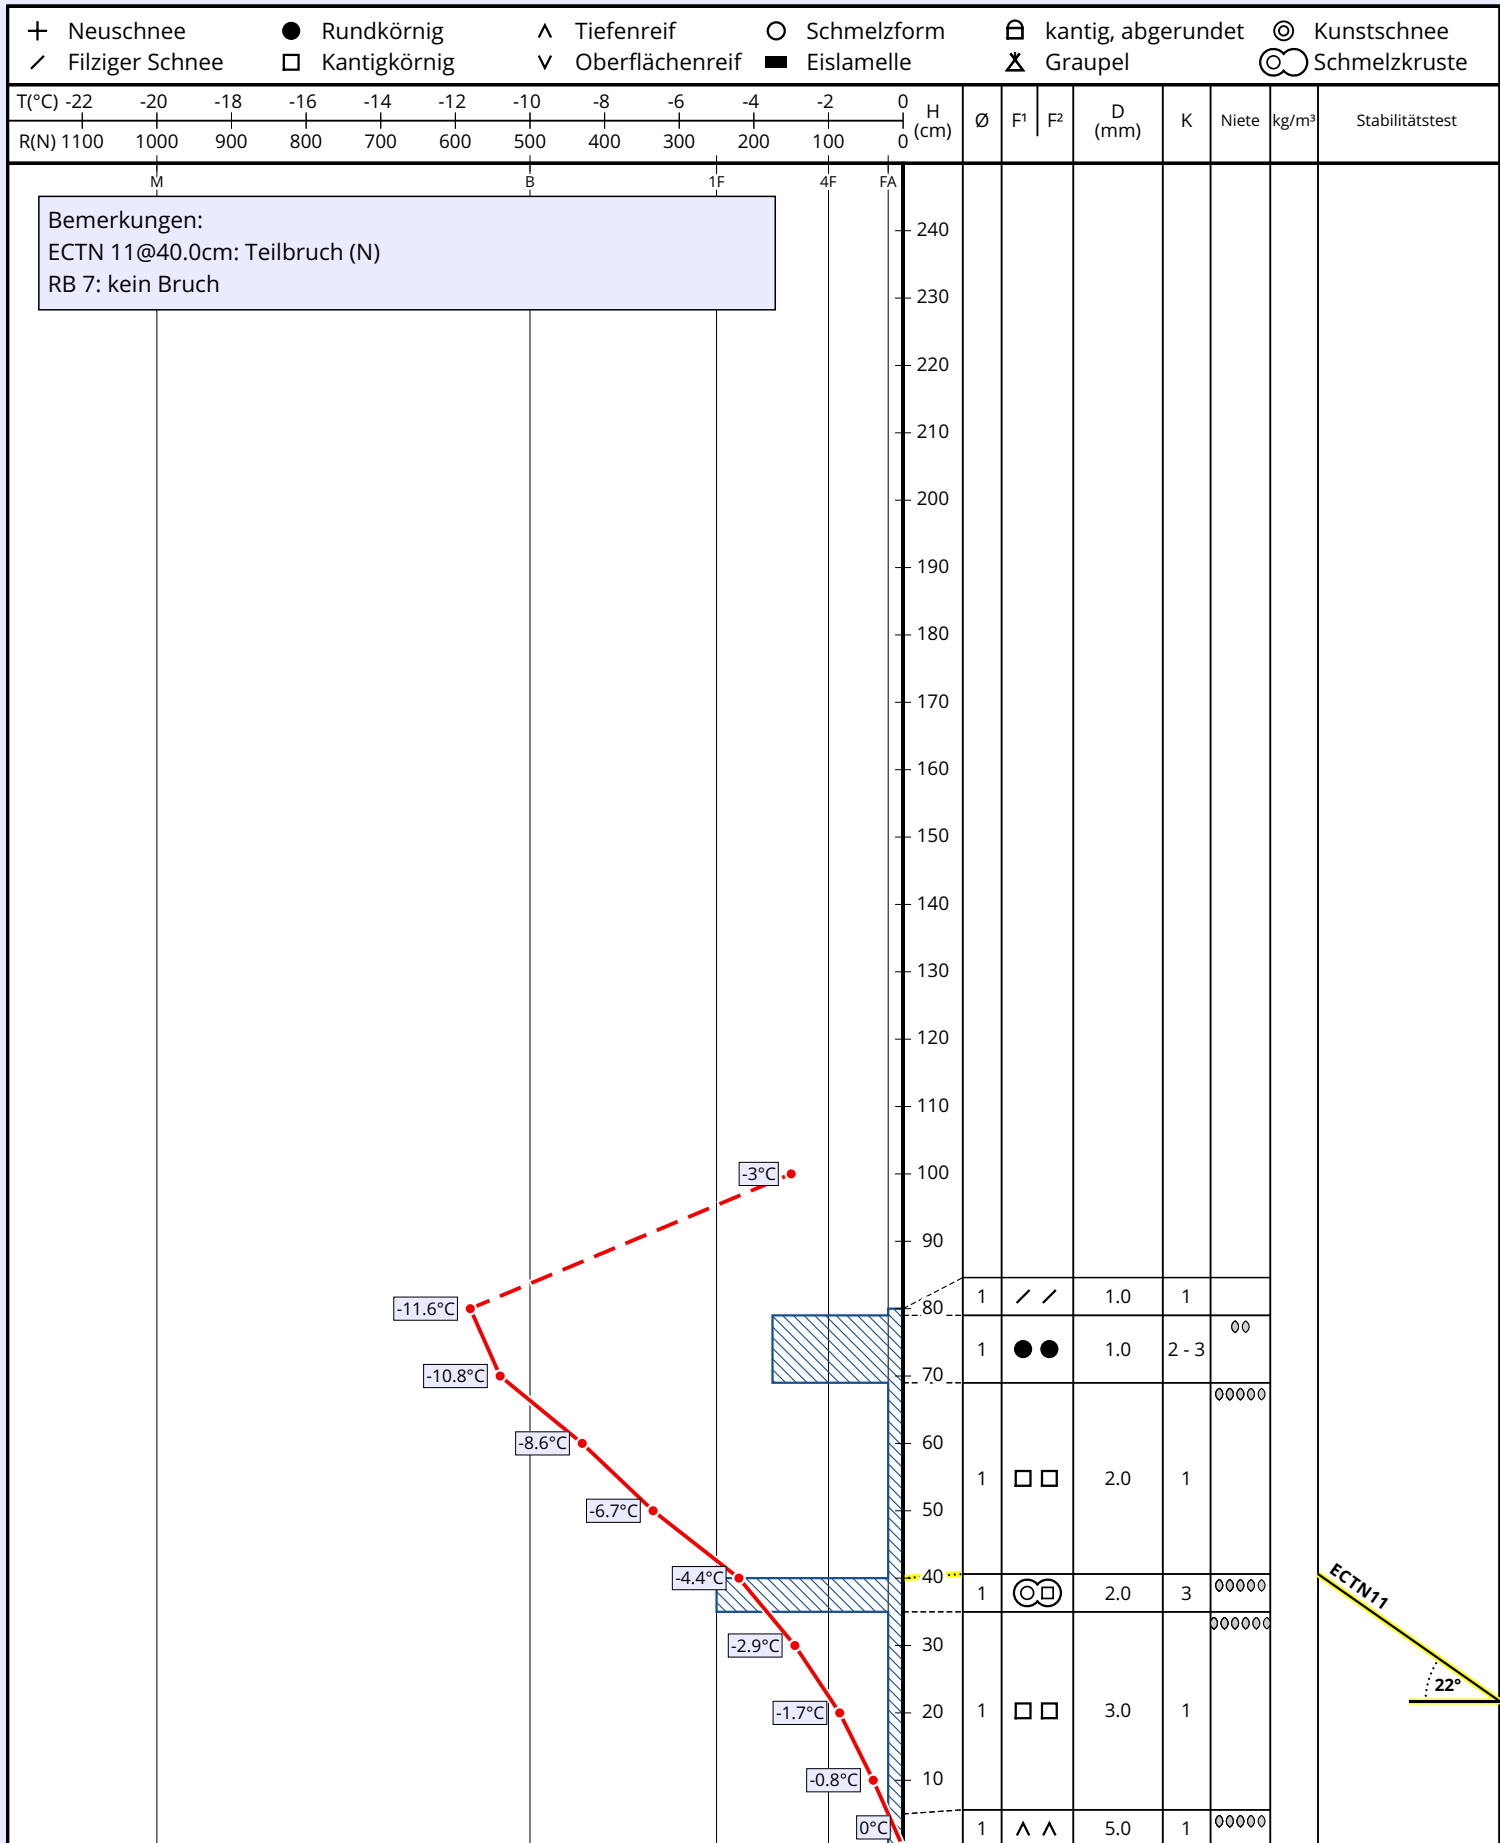 Neuschnee Rundkörnig Tiefenreif Schmelzform kantig, abgerundet Kunstschnee
Filziger Schnee Kantigkörnig Oberflächenreif Eislamelle Graupel Schmelzkruste
T(°C) -22 -20 -18 -16 -14 -12 -10 -8 -6 -4 -2 0
R(N) 1100 1000 900 800 700 600 500 400 300 200 100 0
H (cm) Ø F¹ F² D (mm) K Niete kg/m³ Stabilitätstest
M B 1F 4F FA
Bemerkungen:
ECTN 11@40.0cm: Teilbruch (N)
RB 7: kein Bruch
240
230
220
210
200
190
180
170
160
150
140
130
120
110
-3°C 100
90
-11.6°C 80 1 1.0 1
1 1.0 2 - 3
-10.8°C 70
-8.6°C 60
1 2.0 1
-6.7°C 50
-4.4°C 40
1 2.0 3
ECTN11
-2.9°C 30
22°
-1.7°C 20 1 3.0 1
-0.8°C 10
0°C 1 5.0 1